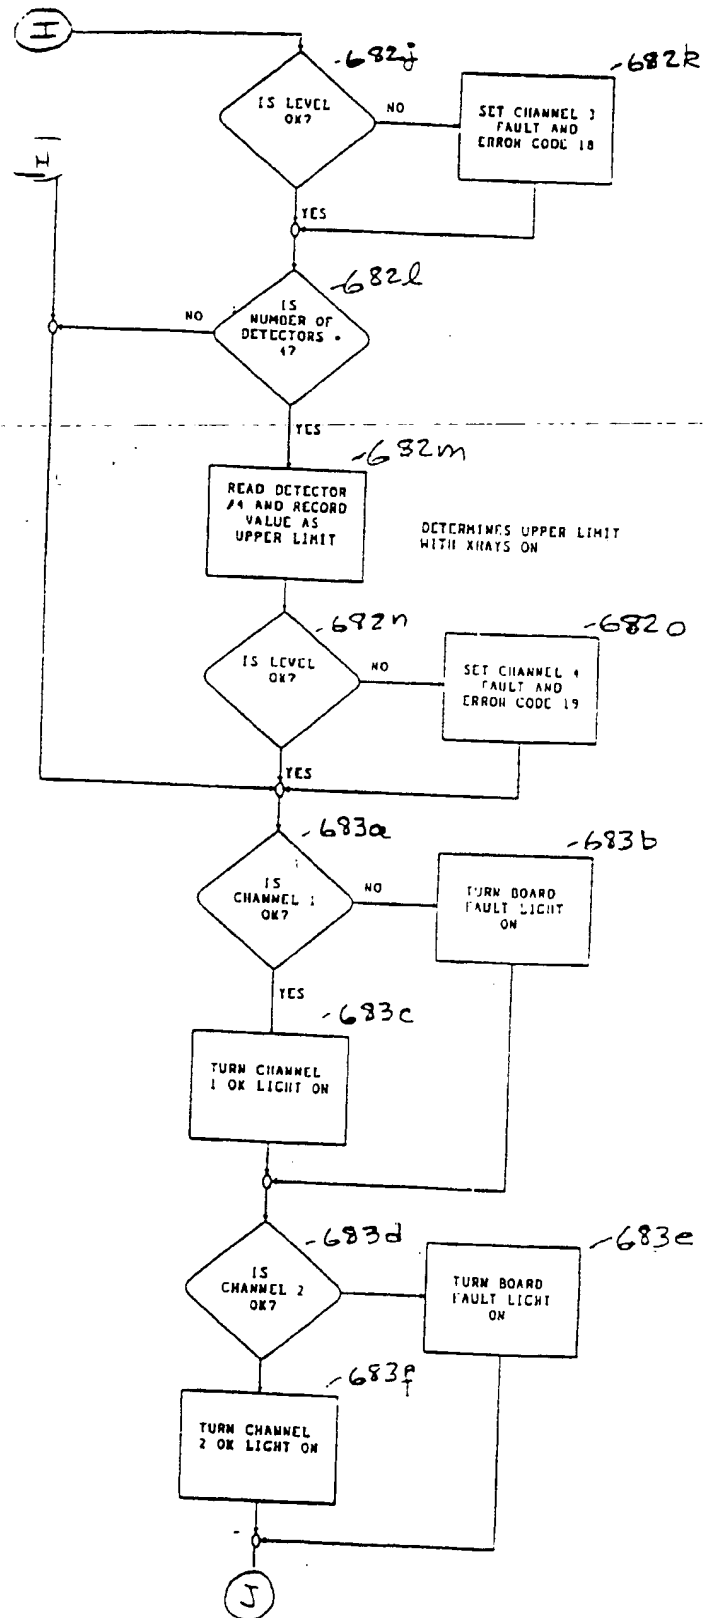 I
682j
682k
IS LEVEL
OK?
NO
SET CHANNEL 3
FAULT AND
ERROR CODE 18
I
YES
682l
IS
NUMBER OF
DETECTORS =
4?
NO
YES
682m
READ DETECTOR
#4 AND RECORD
VALUE AS
UPPER LIMIT
DETERMINES UPPER LIMIT
WITH XRAYS ON
682n
682o
IS LEVEL
OK?
NO
SET CHANNEL 4
FAULT AND
ERROR CODE 19
YES
683a
683b
IS
CHANNEL 1
OK?
NO
TURN BOARD
FAULT LIGHT
ON
YES
683c
TURN CHANNEL
1 OK LIGHT ON
683d
683e
IS
CHANNEL 2
OK?
TURN BOARD
FAULT LIGHT
ON
683f
TURN CHANNEL
2 OK LIGHT ON
J